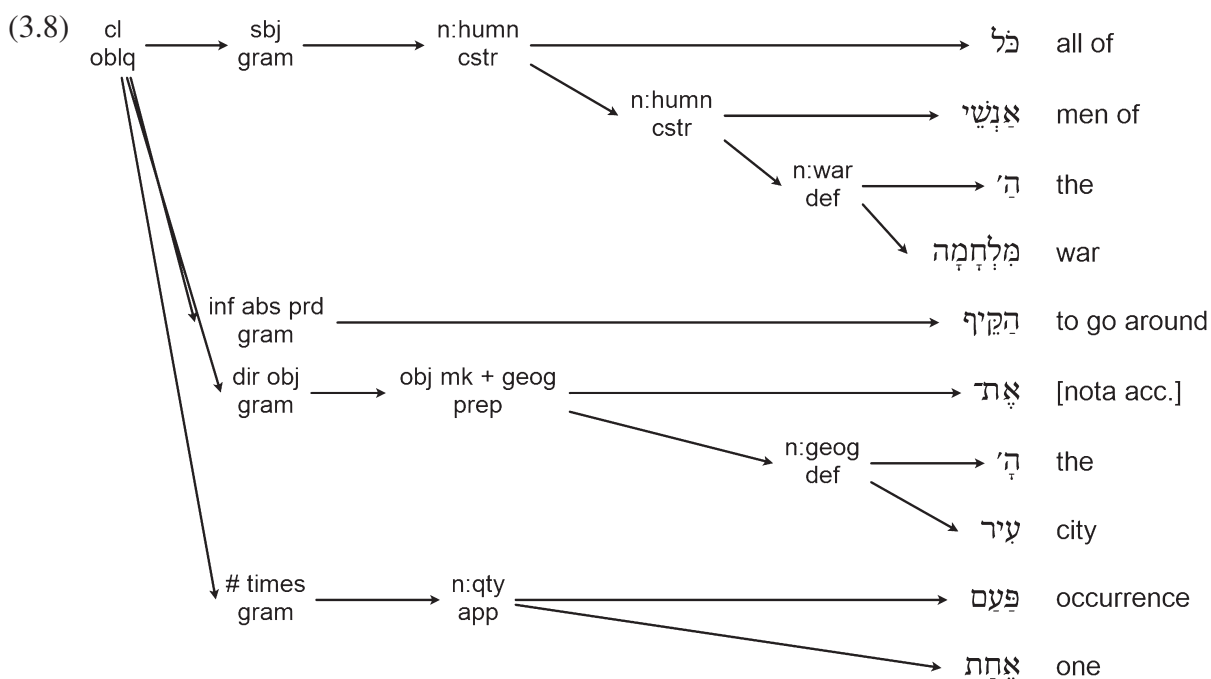 (3.8)
cl
oblq
sbj
gram
n:humn
cstr
כֹּל all of
n:humn
cstr
אַנְשֵׁי men of
n:war
def
הַ׳ the
מִּלְחָמָה war
inf abs prd
gram
הַקֵּיף to go around
dir obj
gram
obj mk + geog
prep
אֶת־ [nota acc.]
n:geog
def
הָ׳ the
עִיר city
# times
gram
n:qty
app
פַּעַם occurrence
אֶחָת one